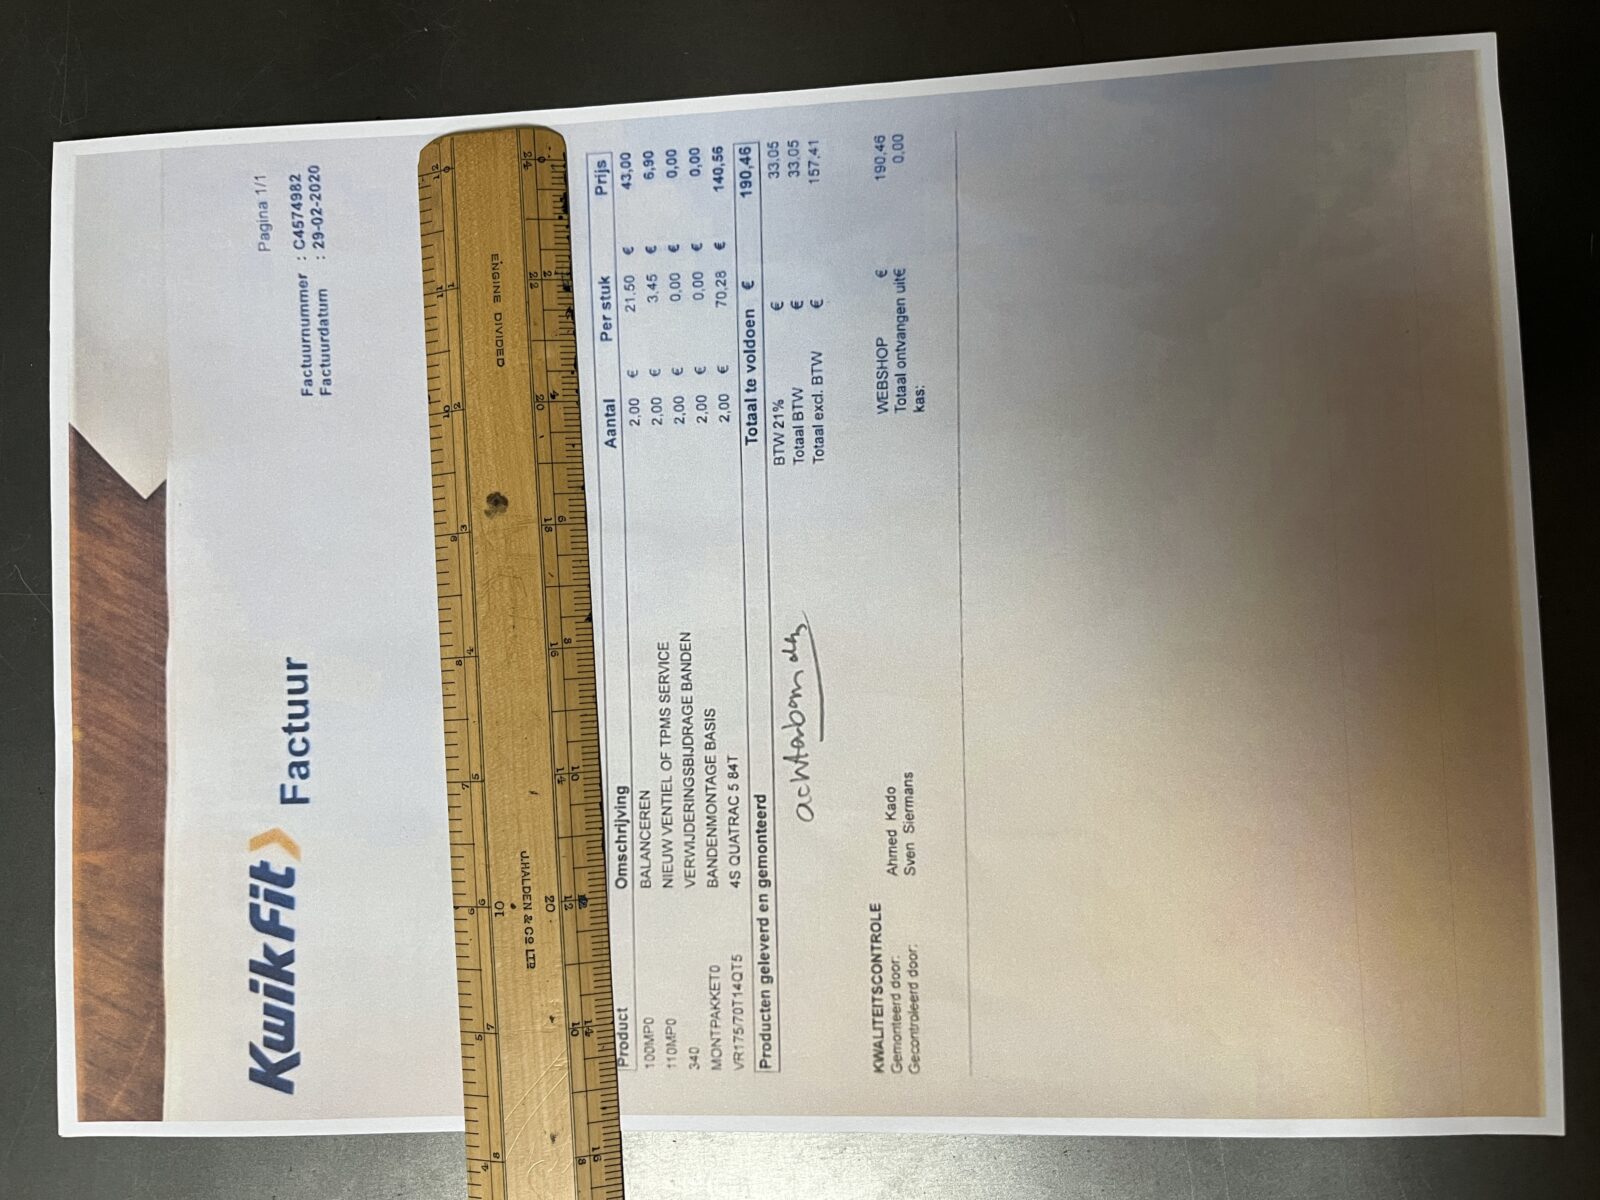 Pagina 1/1
KwikFit Factuur
Factuurnummer : C4574982
Factuurdatum : 29-02-2020
ENGINE DIVIDED
J.HALDEN & Co LTD
Product Omschrijving Aantal Per stuk Prijs
100MP0 BALANCEREN 2,00 € 21,50 € 43,00
110MP0 NIEUW VENTIEL OF TPMS SERVICE 2,00 € 3,45 € 6,90
340 VERWIJDERINGSBIJDRAGE BANDEN 2,00 € 0,00 € 0,00
MONTPAKKET0 BANDENMONTAGE BASIS 2,00 € 0,00 € 0,00
VR175/70T14QT5 4S QUATRAC 5 84T 2,00 € 70,28 € 140,56
Producten geleverd en gemonteerd Totaal te voldoen € 190,46
BTW 21% € 33,05
Totaal BTW € 33,05
Totaal excl. BTW € 157,41
achterbanden
KWALITEITSCONTROLE WEBSHOP € 190,46
Gemonteerd door: Ahmed Kado Totaal ontvangen uit€ 0,00
Gecontroleerd door: Sven Siermans kas: